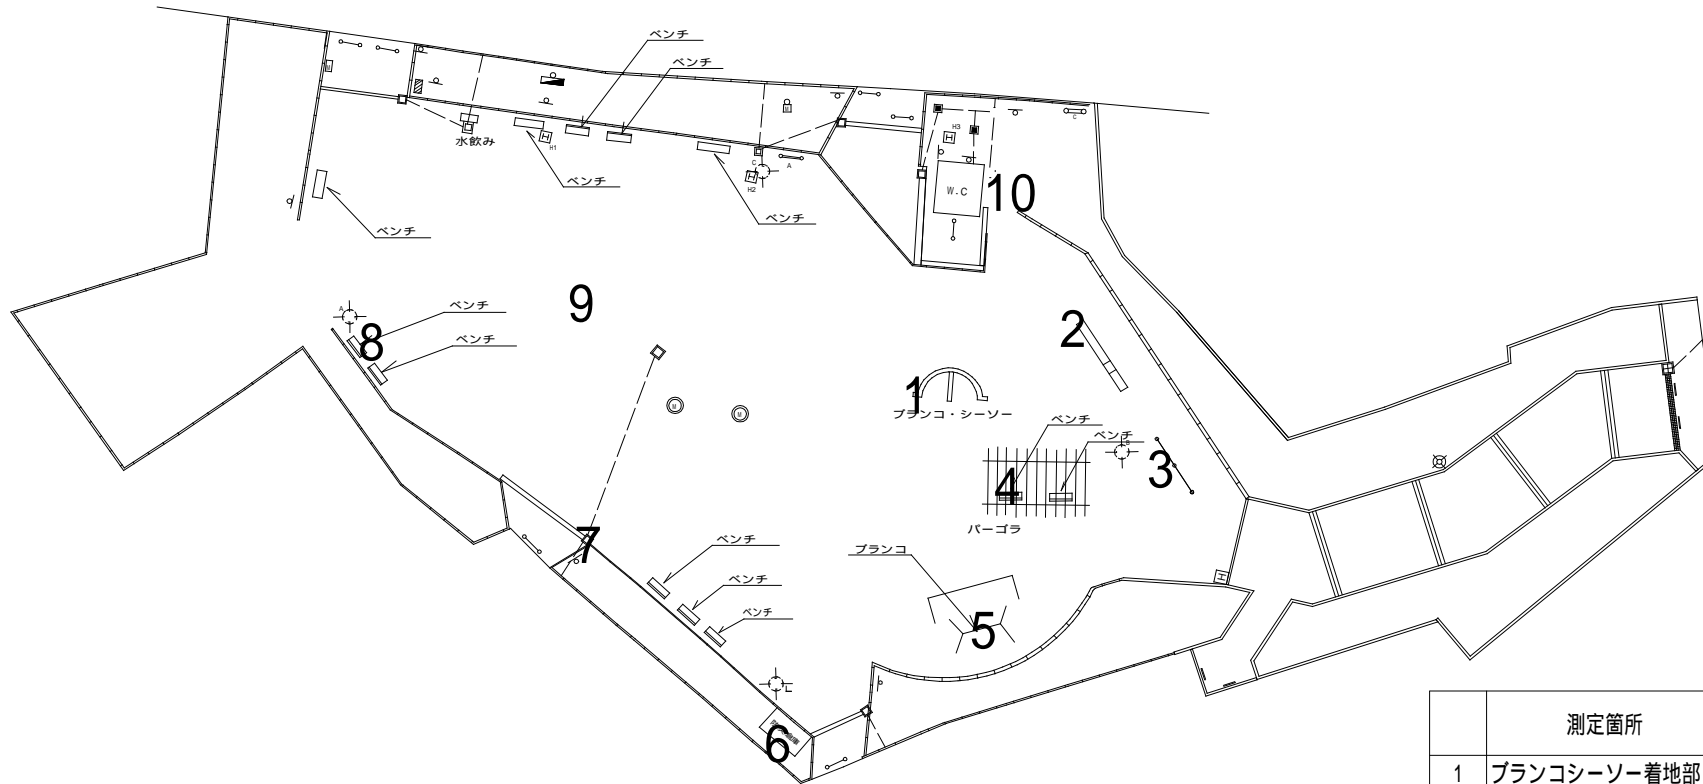 ベンチ
ベンチ
水飲み
H1
ベンチ
M
M
C
A
H2
ベンチ
H3
C
W.C
10
ベンチ
9
A
ベンチ
8
ベンチ
2
1
ブランコ・シーソー
M
M
ベンチ
ベンチ
3
4
パーゴラ
7
ベンチ
ブランコ
ベンチ
ベンチ
5
6
測定箇所
1 ブランコシーソー着地部